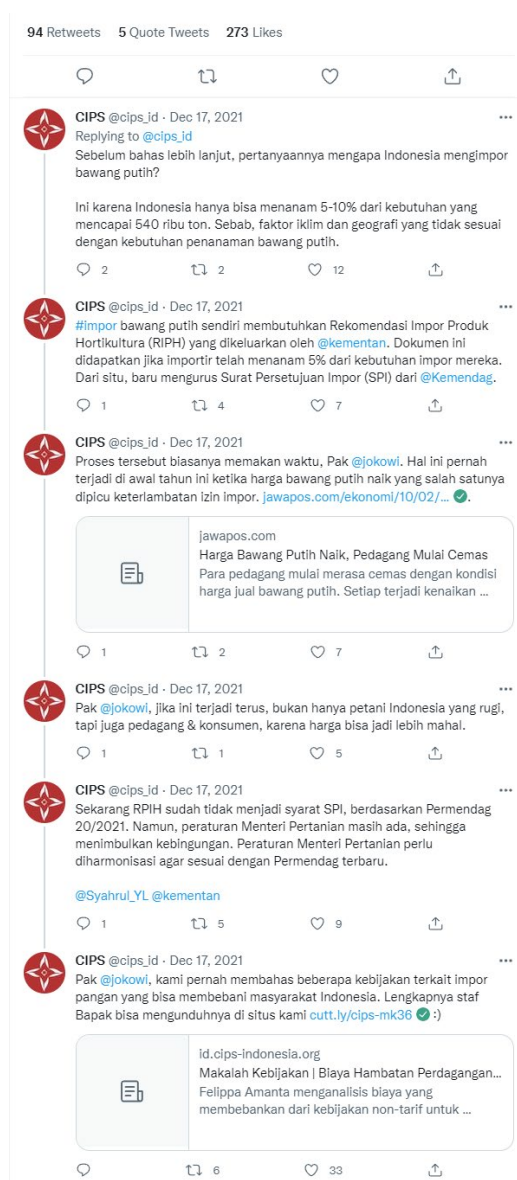 94 Retweets 5 Quote Tweets 273 Likes
CIPS @cips_id · Dec 17, 2021
Replying to @cips_id
Sebelum bahas lebih lanjut, pertanyaannya mengapa Indonesia mengimpor
bawang putih?
Ini karena Indonesia hanya bisa menanam 5-10% dari kebutuhan yang
mencapai 540 ribu ton. Sebab, faktor iklim dan geografi yang tidak sesuai
dengan kebutuhan penanaman bawang putih.
2 2 12
CIPS @cips_id · Dec 17, 2021
#impor bawang putih sendiri membutuhkan Rekomendasi Impor Produk
Hortikultura (RIPH) yang dikeluarkan oleh @kementan. Dokumen ini
didapatkan jika importir telah menanam 5% dari kebutuhan impor mereka.
Dari situ, baru mengurus Surat Persetujuan Impor (SPI) dari @Kemendag.
1 4 7
CIPS @cips_id · Dec 17, 2021
Proses tersebut biasanya memakan waktu, Pak @jokowi. Hal ini pernah
terjadi di awal tahun ini ketika harga bawang putih naik yang salah satunya
dipicu keterlambatan izin impor. jawapos.com/ekonomi/10/02/... .
jawapos.com
Harga Bawang Putih Naik, Pedagang Mulai Cemas
Para pedagang mulai merasa cemas dengan kondisi
harga jual bawang putih. Setiap terjadi kenaikan ...
1 2 7
CIPS @cips_id · Dec 17, 2021
Pak @jokowi, jika ini terjadi terus, bukan hanya petani Indonesia yang rugi,
tapi juga pedagang & konsumen, karena harga bisa jadi lebih mahal.
1 1 5
CIPS @cips_id · Dec 17, 2021
Sekarang RPIH sudah tidak menjadi syarat SPI, berdasarkan Permendag
20/2021. Namun, peraturan Menteri Pertanian masih ada, sehingga
menimbulkan kebingungan. Peraturan Menteri Pertanian perlu
diharmonisasi agar sesuai dengan Permendag terbaru.
@Syahrul_YL @kementan
1 5 9
CIPS @cips_id · Dec 17, 2021
Pak @jokowi, kami pernah membahas beberapa kebijakan terkait impor
pangan yang bisa membebani masyarakat Indonesia. Lengkapnya staf
Bapak bisa mengunduhnya di situs kami cutt.ly/cips-mk36 :)
id.cips-indonesia.org
Makalah Kebijakan | Biaya Hambatan Perdagangan...
Felippa Amanta menganalisis biaya yang
membebankan dari kebijakan non-tarif untuk ...
6 33